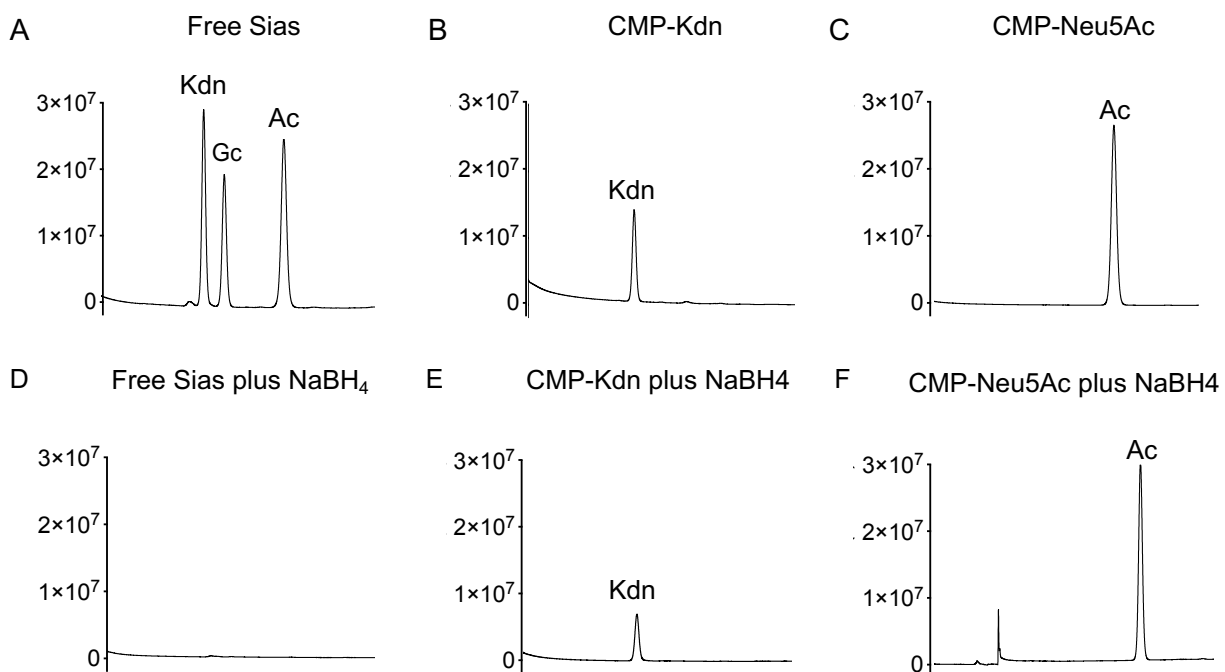 A Free Sias
Kdn
Gc
Ac
3×10⁷
2×10⁷
1×10⁷
0
B CMP-Kdn
Kdn
3×10⁷
2×10⁷
1×10⁷
0
C CMP-Neu5Ac
Ac
3×10⁷
2×10⁷
1×10⁷
0
D Free Sias plus NaBH₄
3×10⁷
2×10⁷
1×10⁷
0
E CMP-Kdn plus NaBH4
Kdn
3×10⁷
2×10⁷
1×10⁷
0
F CMP-Neu5Ac plus NaBH4
Ac
3×10⁷
2×10⁷
1×10⁷
0